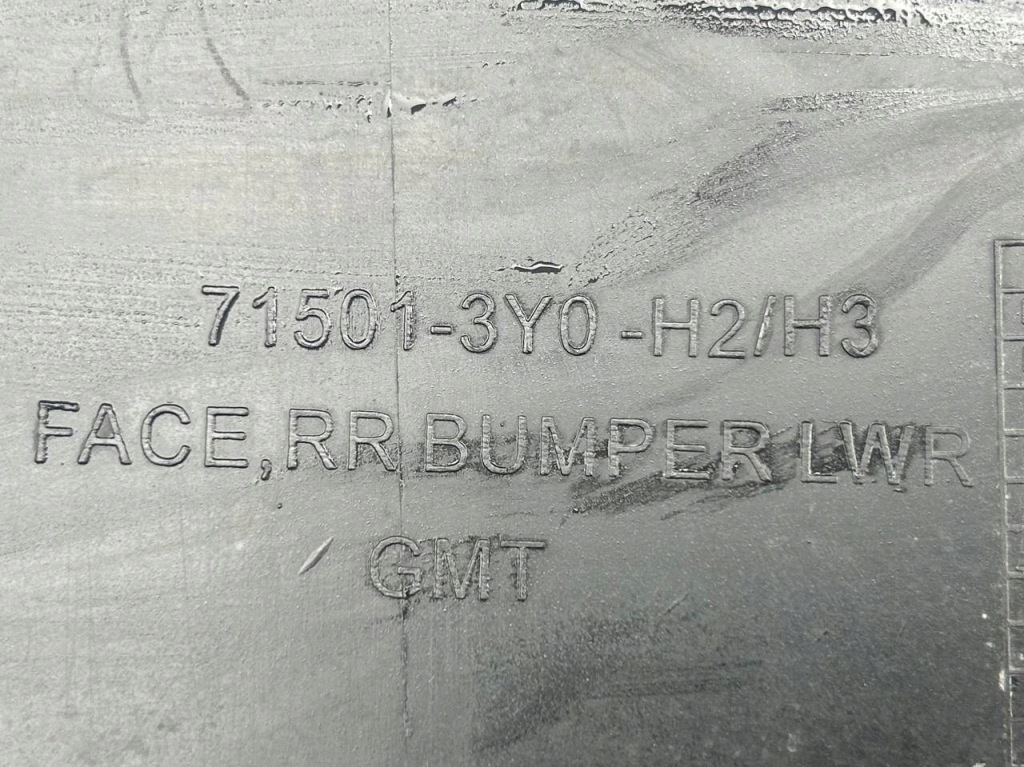 71501-3Y0-H2/H3
FACE,RR BUMPER LWR
GMT